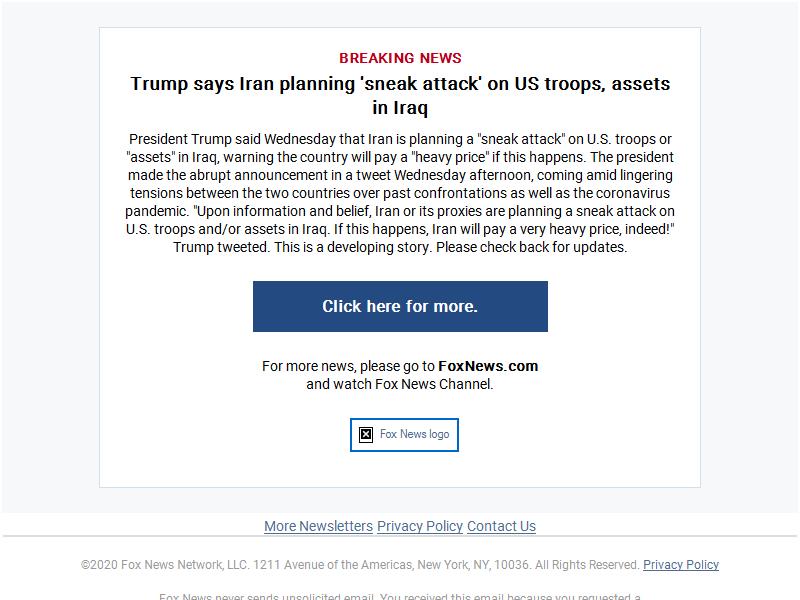 BREAKING NEWS
Trump says Iran planning 'sneak attack' on US troops, assets
in Iraq
President Trump said Wednesday that Iran is planning a "sneak attack" on U.S. troops or
"assets" in Iraq, warning the country will pay a "heavy price" if this happens. The president
made the abrupt announcement in a tweet Wednesday afternoon, coming amid lingering
tensions between the two countries over past confrontations as well as the coronavirus
pandemic. "Upon information and belief, Iran or its proxies are planning a sneak attack on
U.S. troops and/or assets in Iraq. If this happens, Iran will pay a very heavy price, indeed!"
Trump tweeted. This is a developing story. Please check back for updates.
Click here for more.
For more news, please go to FoxNews.com
and watch Fox News Channel.
Fox News logo
More Newsletters Privacy Policy Contact Us
©2020 Fox News Network, LLC. 1211 Avenue of the Americas, New York, NY, 10036. All Rights Reserved. Privacy Policy
Fox News never sends unsolicited email. You received this email because you requested a